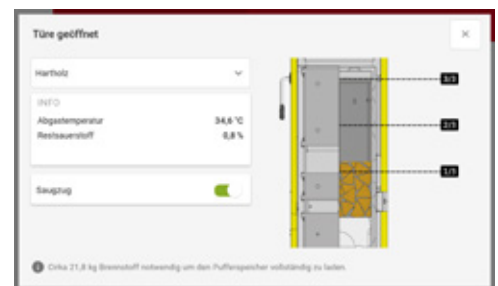 Türe geöffnet
Hartholz
INFO
Abgastemperatur 34,6 °C
Restsauerstoff 0,8 %
Saugzug
3/3
2/3
1/3
Cirka 21,8 kg Brennstoff notwendig um den Pufferspeicher vollständig zu laden.